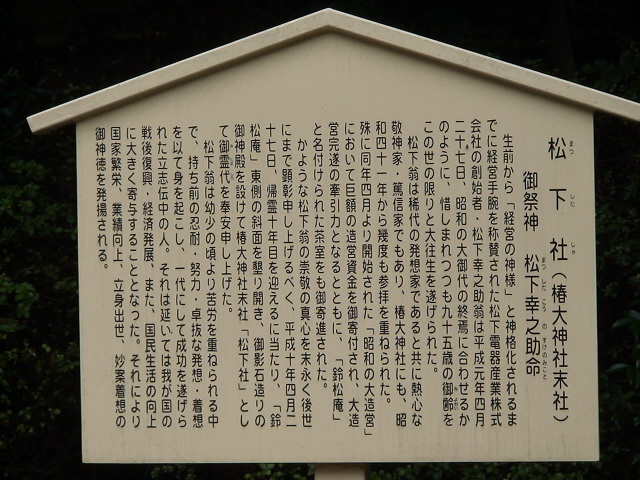 松下社（椿大神社末社）
まつしたしゃ
御祭神　松下幸之助命
まつしたこうのすけのみこと
生前から「経営の神様」と神格化されるま
でに経営手腕を称賛された松下電器産業株式
会社の創始者・松下幸之助翁は平成元年四月
二十七日、昭和の大御代の終焉に合わせるか
のように、惜しまれつつも九十五歳の御齢を
みよわい
この世の限りと大往生を遂げられた。
松下翁は稀代の発想家であると共に熱心な
敬神家・篤信家でもあり、椿大神社にも、昭
和四十一年から幾度も参拝を重ねられた。
殊に同年四月より開始された「昭和の大造営」
において巨額の造営資金を御寄付され、大造
営完遂の牽引力となるとともに、「鈴松庵」
と名付けられた茶室をも御寄進された。
かような松下翁の崇敬の真心を末永く後世
にまで顕彰申し上げるべく、平成十年四月二
十七日、帰霊十年目を迎えるに当たり、「鈴
松庵」東側の斜面を墾り開き、御影石造りの
御神殿を設けて椿大神社末社「松下社」とし
て御霊代を奉安申し上げた。
松下翁は幼少の頃より苦労を重ねられる中
で、持ち前の忍耐・努力・卓抜な発想・着想
を以て身を起こし、一代にして成功を遂げら
れた立志伝中の人。それは延いては我が国の
戦後復興・経済発展、また、国民生活の向上
に大きく寄与することとなった。それにより
国家繁栄、業績向上、立身出世、妙案着想の
御神徳を発揚される。